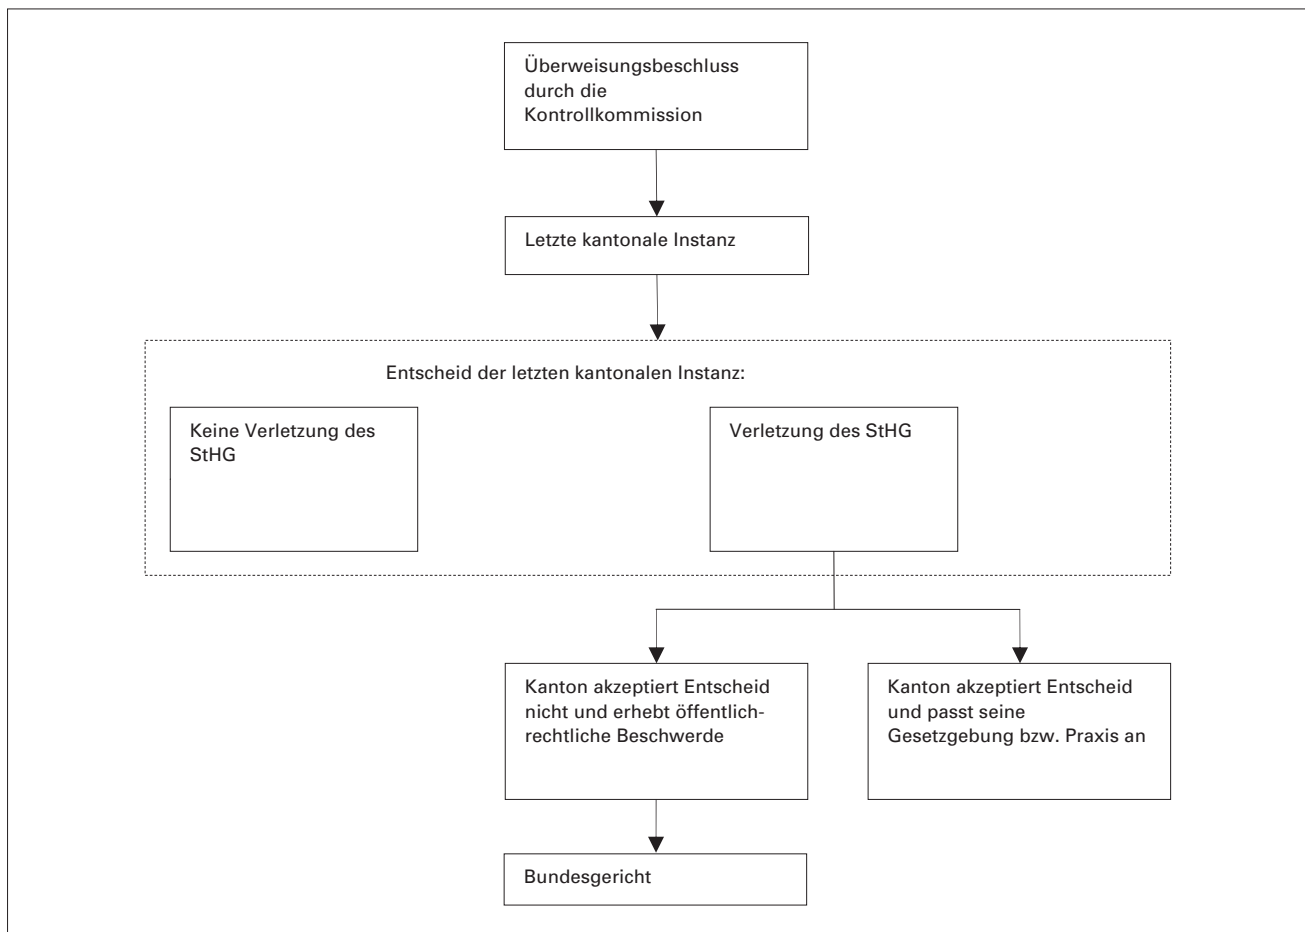 Überweisungsbeschluss
durch die
Kontrollkommission
Letzte kantonale Instanz
Entscheid der letzten kantonalen Instanz:
Keine Verletzung des
StHG
Verletzung des StHG
Kanton akzeptiert Entscheid
nicht und erhebt öffentlich-
rechtliche Beschwerde
Kanton akzeptiert Entscheid
und passt seine
Gesetzgebung bzw. Praxis an
Bundesgericht